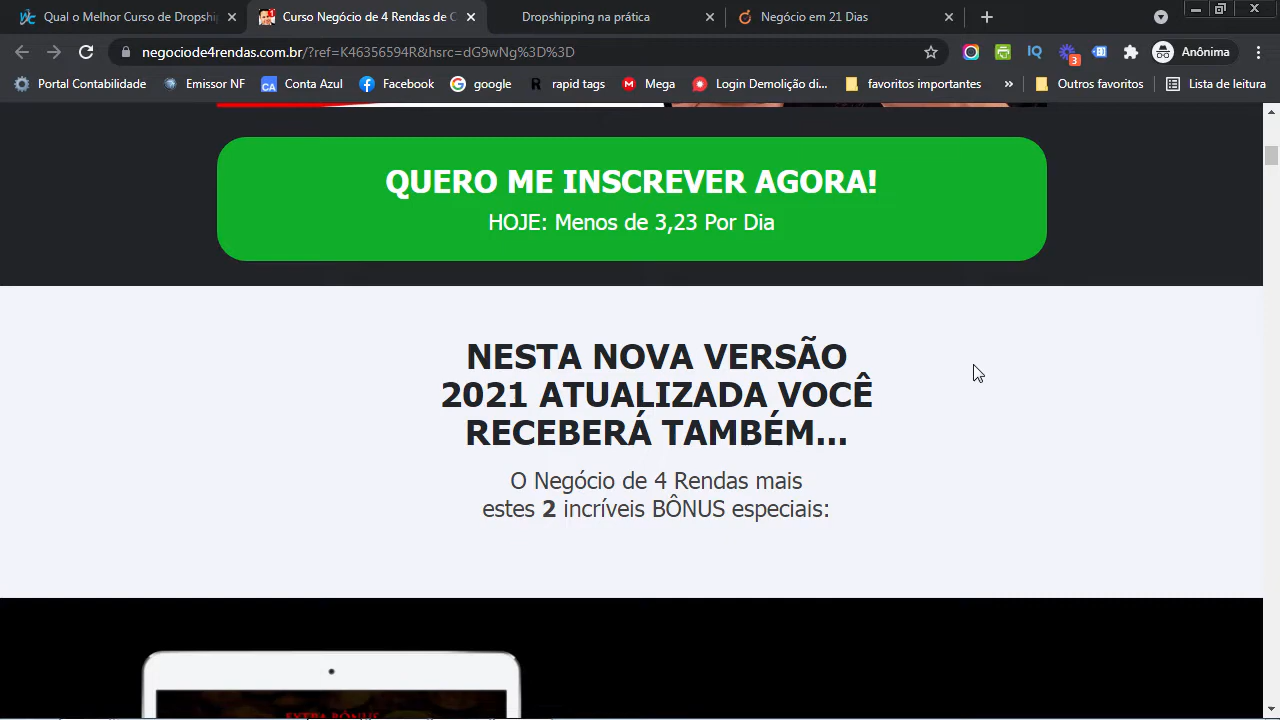 Qual o Melhor Curso de Dropshi
Curso Negócio de 4 Rendas de C
Dropshipping na prática
Negócio em 21 Dias
negociode4rendas.com.br/?ref=K46356594R&hsrc=dG9wNg%3D%3D
3
Anônima
Portal Contabilidade
Emissor NF
CA Conta Azul
Facebook
google
R rapid tags
M Mega
Login Demolição di...
favoritos importantes
»
Outros favoritos
Lista de leitura
QUERO ME INSCREVER AGORA!
HOJE: Menos de 3,23 Por Dia
NESTA NOVA VERSÃO
2021 ATUALIZADA VOCÊ
RECEBERÁ TAMBÉM...
O Negócio de 4 Rendas mais
estes 2 incríveis BÔNUS especiais:
EXTRA BÔNUS